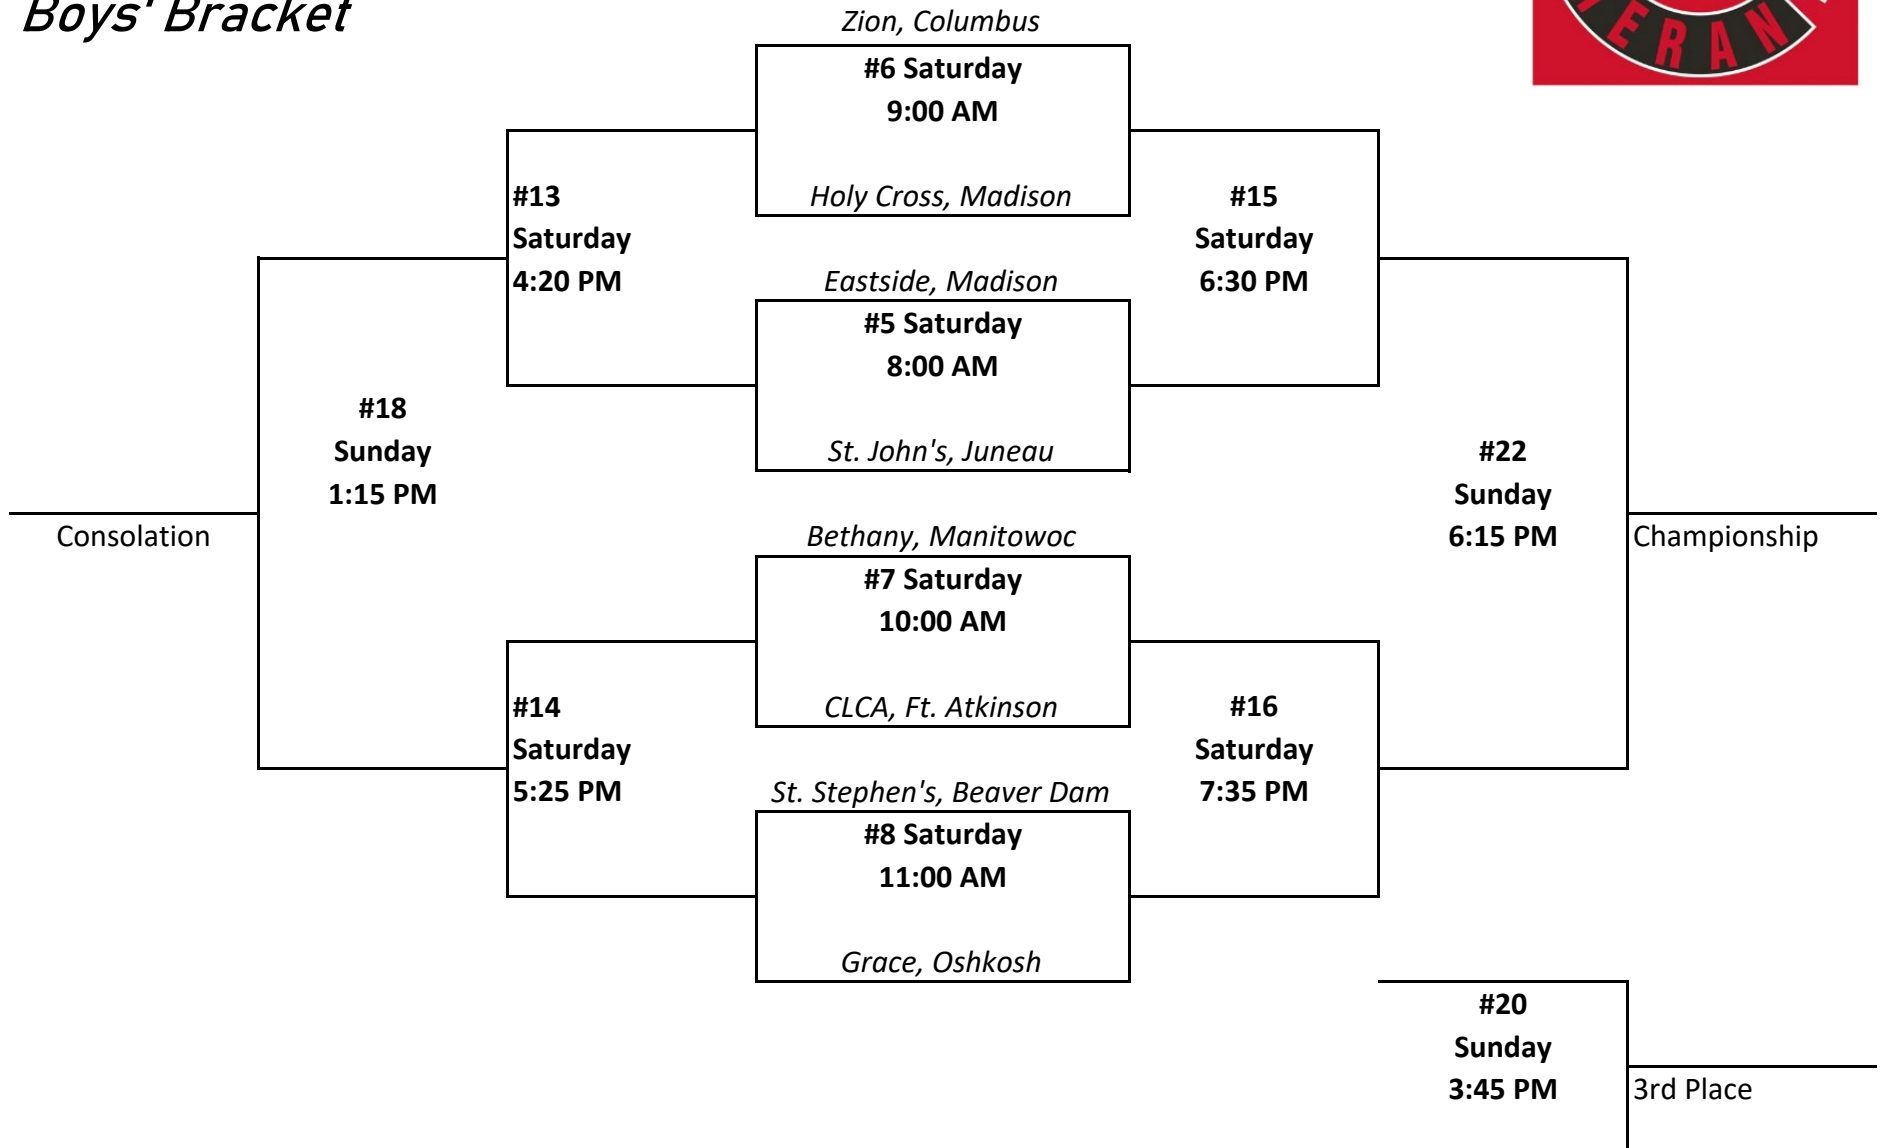 Boys' Bracket
ERAN
Zion, Columbus
#6 Saturday
9:00 AM
Holy Cross, Madison
#13
Saturday
4:20 PM
#15
Saturday
6:30 PM
Eastside, Madison
#5 Saturday
8:00 AM
St. John's, Juneau
#18
Sunday
1:15 PM
Consolation
#22
Sunday
6:15 PM
Championship
Bethany, Manitowoc
#7 Saturday
10:00 AM
CLCA, Ft. Atkinson
#14
Saturday
5:25 PM
#16
Saturday
7:35 PM
St. Stephen's, Beaver Dam
#8 Saturday
11:00 AM
Grace, Oshkosh
#20
Sunday
3:45 PM
3rd Place